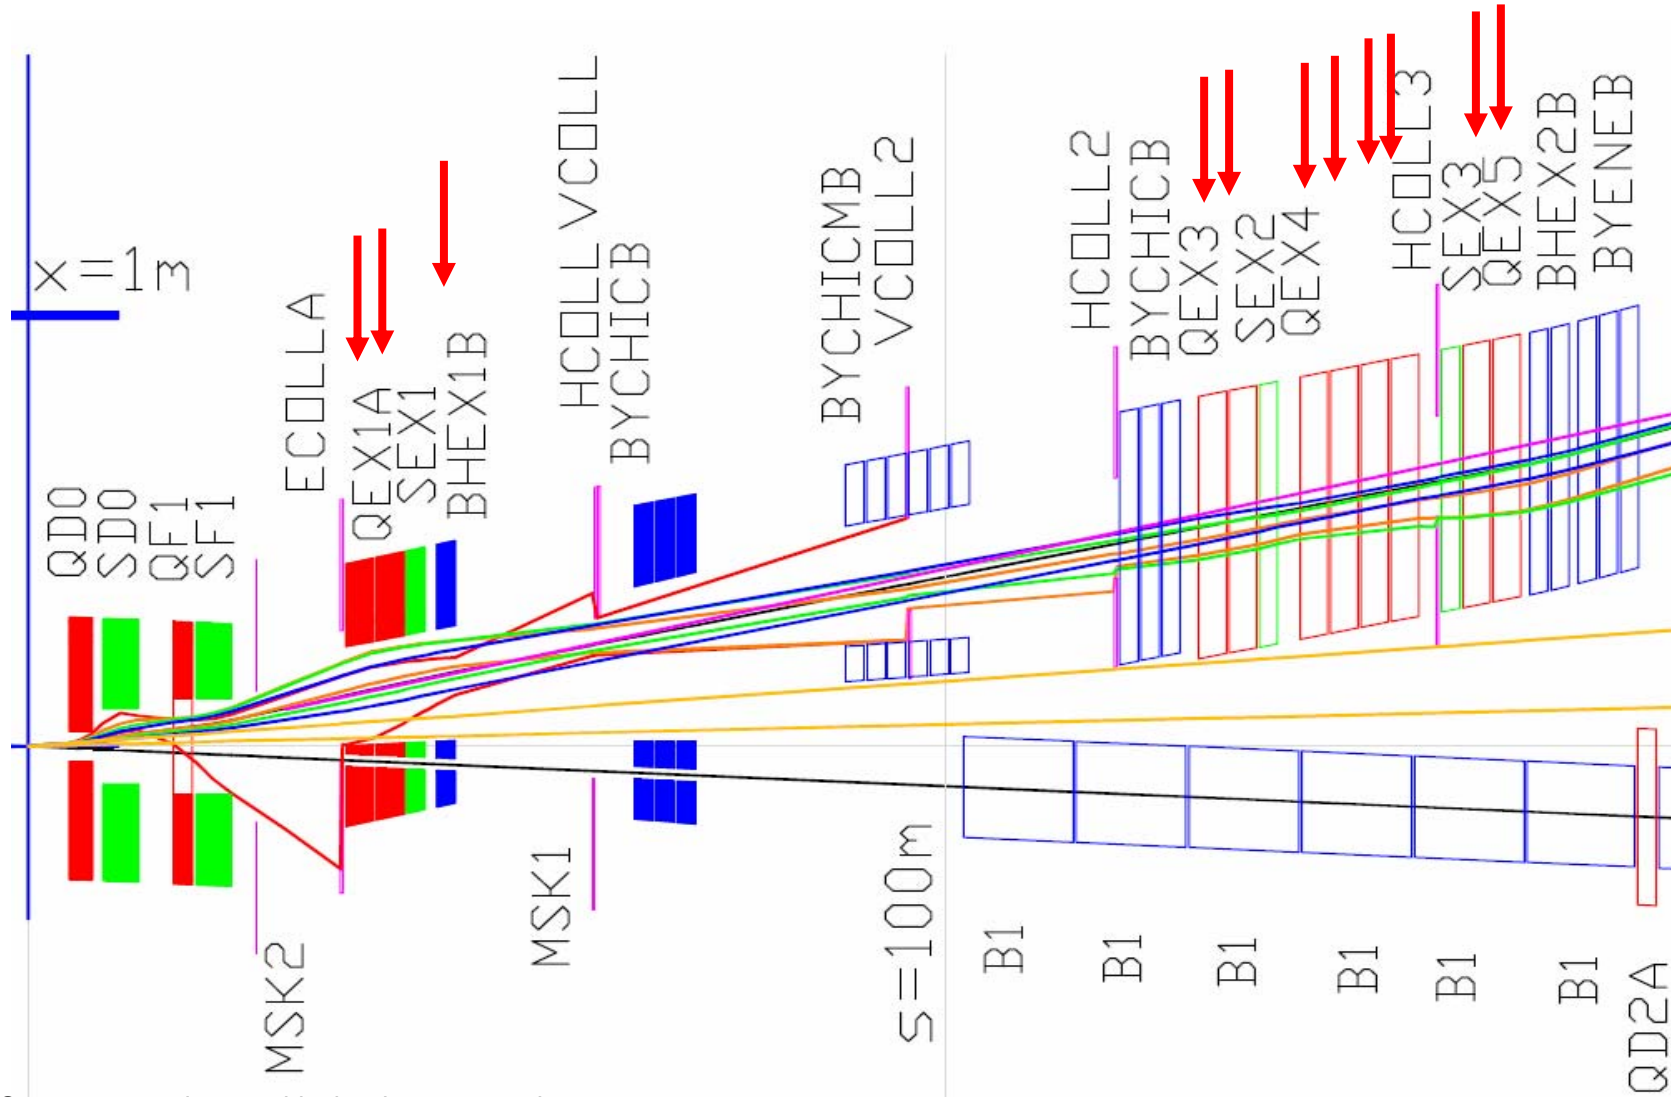 x=1m
QD0
SD0
QF1
SF1
ECOLLA
QEX1A
SEX1
BHEX1B
HCOLL VCOLL
BYCHICB
BYCHICMB
VCOLL2
HCOLL2
BYCHICB
QEX3
SEX2
QEX4
HCOLL3
SEX3
QEX5
BHEX2B
BYENEB
MSK2
MSK1
S=100m
B1
B1
B1
B1
B1
B1
QD2A